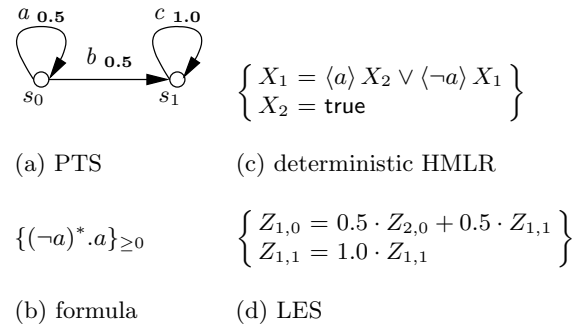 a 0.5
c 1.0
b 0.5
s₀
s₁
{ X₁ = ⟨a⟩ X₂ ∨ ⟨¬a⟩ X₁
X₂ = true }
(a) PTS
(c) deterministic HMLR
{(¬a)*.a}≥0
{ Z₁,₀ = 0.5 · Z₂,₀ + 0.5 · Z₁,₁
Z₁,₁ = 1.0 · Z₁,₁ }
(b) formula
(d) LES